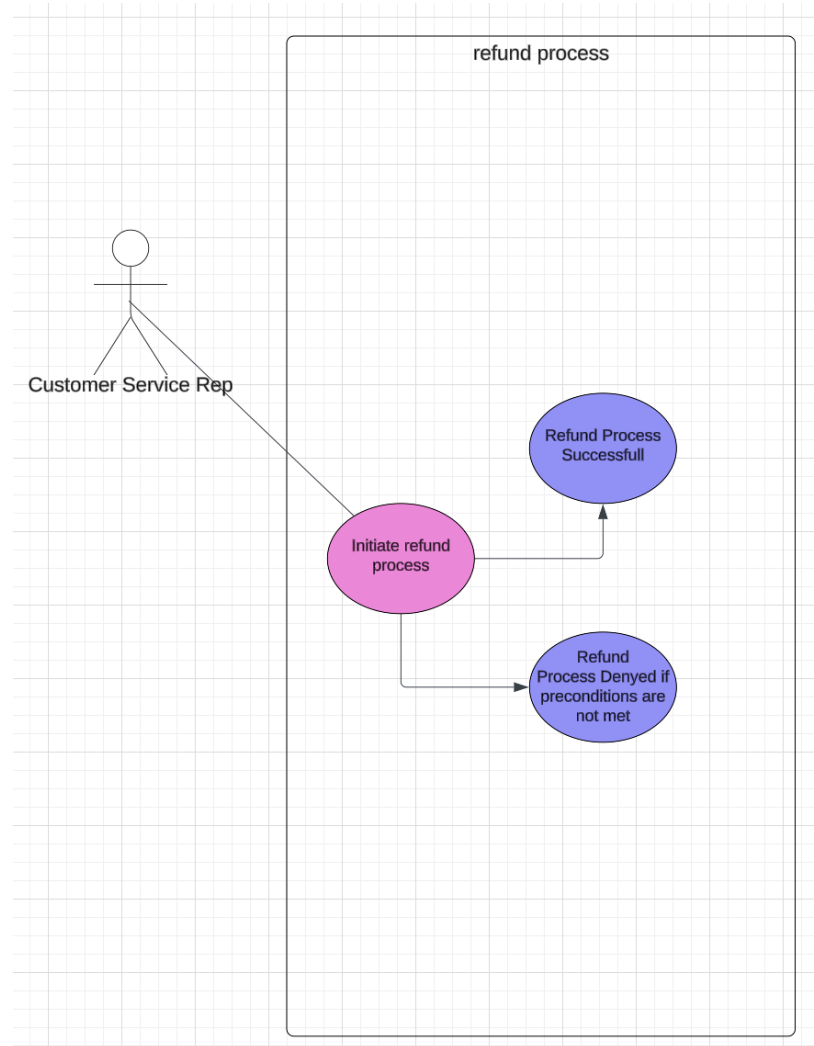 refund process
Customer Service Rep
Refund Process
Successfull
Initiate refund
process
Refund
Process Denyed if
preconditions are
not met